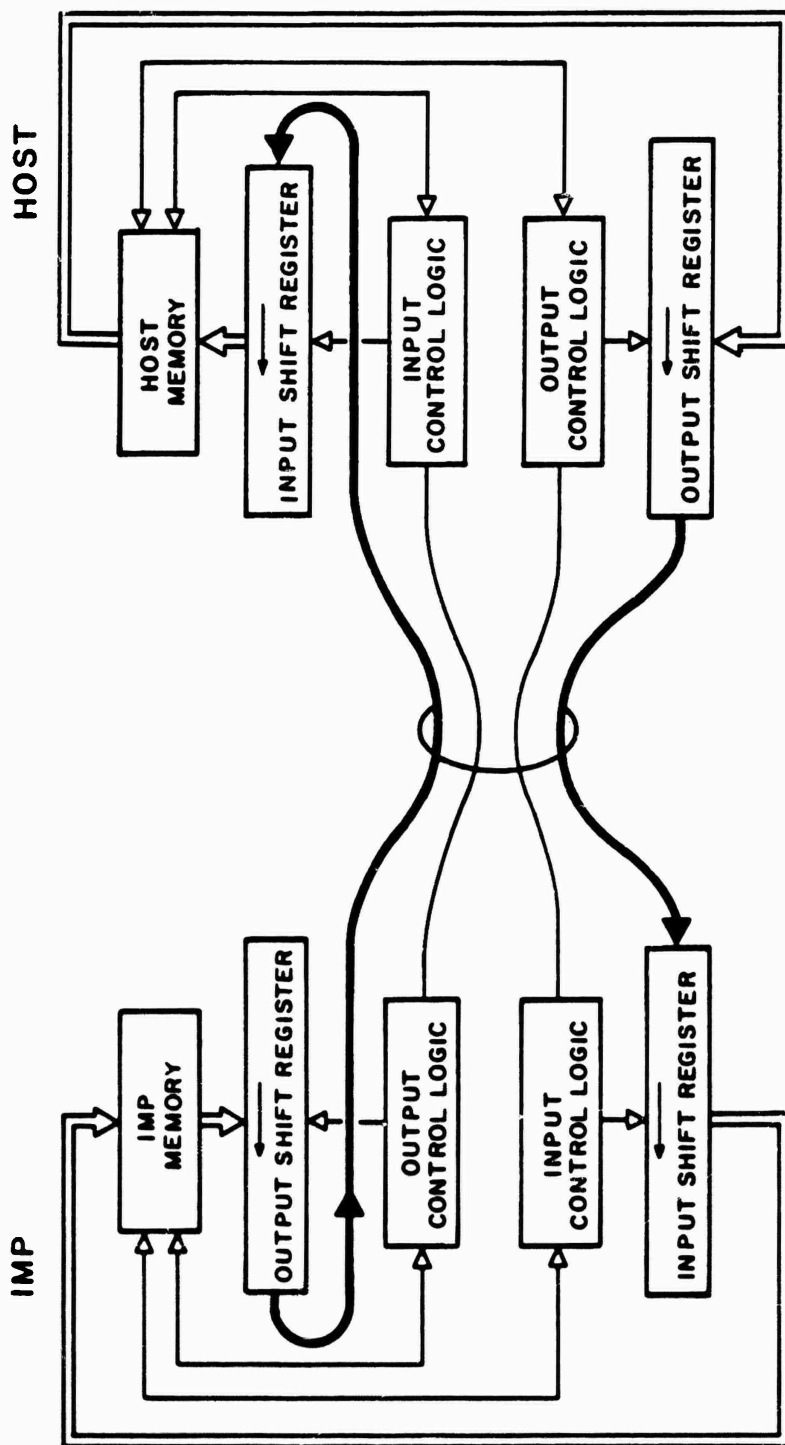 IMP
HOST
IMP
MEMORY
OUTPUT SHIFT REGISTER
OUTPUT
CONTROL LOGIC
INPUT
CONTROL LOGIC
INPUT SHIFT REGISTER
HOST
MEMORY
INPUT SHIFT REGISTER
INPUT
CONTROL LOGIC
OUTPUT
CONTROL LOGIC
OUTPUT SHIFT REGISTER